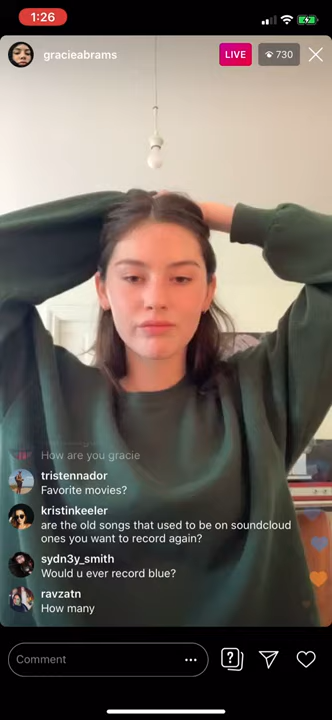 1:26
gracieabrams
LIVE
730
How are you gracie
tristennador
Favorite movies?
kristinkeeler
are the old songs that used to be on soundcloud
ones you want to record again?
sydn3y_smith
Would u ever record blue?
ravzatn
How many
Comment